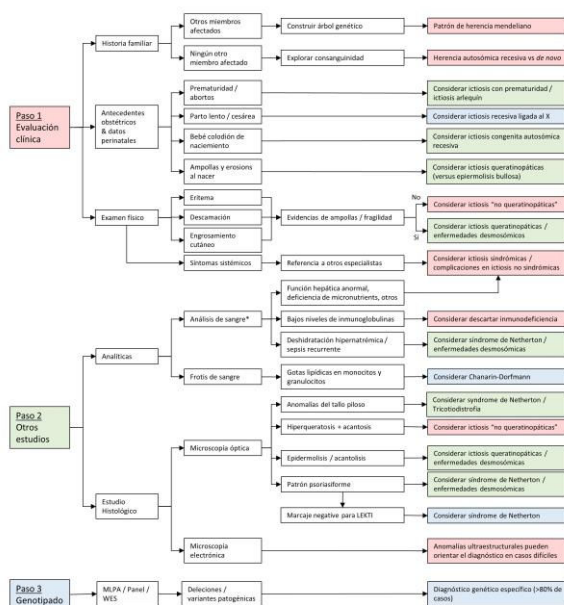 Paso 1
Evaluación
clínica
Historia familiar
Otros miembros
afectados
Construir árbol genético
Patrón de herencia mendeliano
Ningún otro
miembro afectado
Explorar consanguinidad
Herencia autosómica recesiva vs de novo
Antecedentes
obstétricos
& datos
perinatales
Prematuridad /
abortos
Considerar ictiosis con prematuridad /
ictiosis arlequín
Parto lento / cesárea
Considerar ictiosis recesiva ligada al X
Bebé colodión de
naciemiento
Considerar ictiosis congenita autosómica
recesiva
Ampollas y erosions
al nacer
Considerar ictiosis queratinopáticas
(versus epiermolisis bullosa)
Examen físico
Eritema
Descamación
Engrosamiento
cutáneo
Evidencias de ampollas / fragilidad
No
Considerar ictiosis "no queratinopáticas"
Sí
Considerar ictiosis queratinopáticas /
enfermedades desmosómicos
Síntomas sistémicos
Referencia a otros
especialistas
Considerar ictiosis sindrómicas /
complicaciones en ictiosis no sindrómicas
Paso 2
Otros
estudios
Analíticas
Análisis de sangre*
Función hepática anormal,
deficiencia de micronutrients, otros
Bajos niveles de inmunoglobulinas
Considerar descartar inmunodeficiencia
Deshidratación hipernatrémica /
sepsis recurrente
Considerar síndrome de Netherton /
enfermedades desmosómicas
Frotis de sangre
Gotas lipídicas en monocitos y
granulocitos
Considerar Chanarin-Dorfmann
Estudio
Histológico
Microscopía óptica
Anomalías del tallo piloso
Considerar syndrome de Netherton /
Tricotiodistrofía
Hiperqueratosis + acantosis
Considerar ictiosis "no queratinopáticas"
Epidermolisis / acantolisis
Considerar ictiosis queratinopáticas /
enfermedades desmosómicas
Patrón psoriasiforme
Considerar síndrome de Netherton /
enfermedades desmosómicas
Marcaje negative para LEKTI
Considerar síndrome de Netherton
Microscopía
electrónica
Anomalías ultraestructurales pueden
orientar el diagnóstico en casos difíciles
Paso 3
Genotipado
MLPA / Panel /
WES
Deleciones /
variantes patogénicas
Diagnóstico genético específico (>80% de
casos)